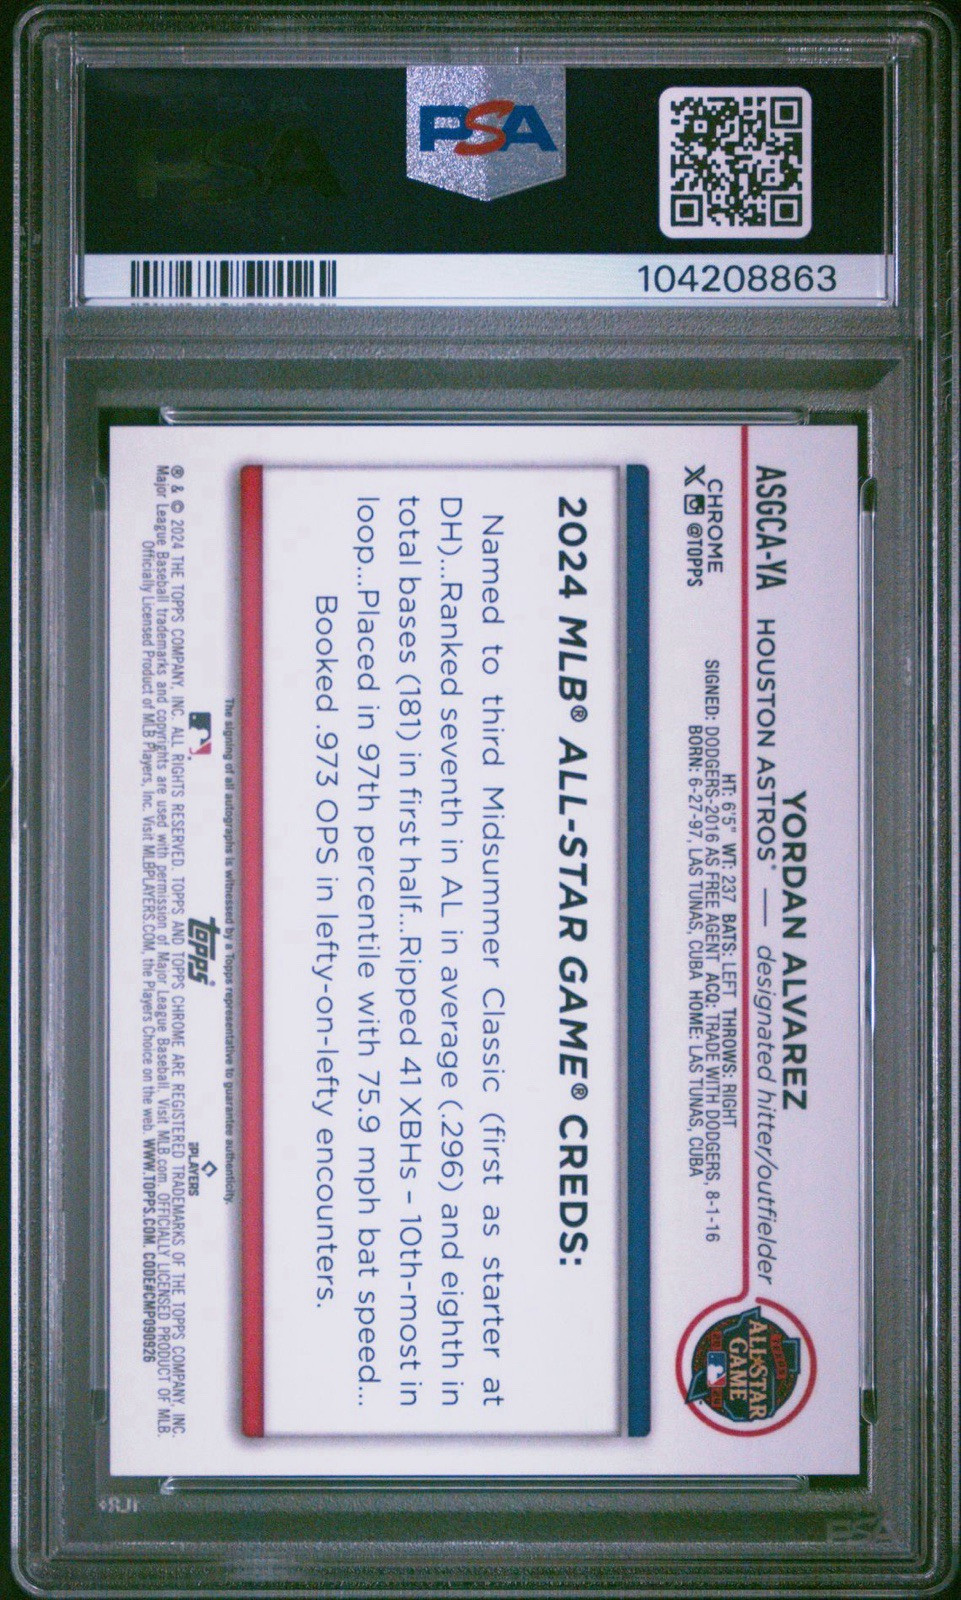 PSA
104208863
ASGCA-YA
YORDAN ALVAREZ
HOUSTON ASTROS® — designated hitter/outfielder
HT: 6'5" WT: 237 BATS: LEFT THROWS: RIGHT
SIGNED: DODGERS-2016 AS FREE AGENT ACQ: TRADE WITH DODGERS, 8-1-16
BORN: 6-27-97, LAS TUNAS, CUBA HOME: LAS TUNAS, CUBA
CHROME
X @TOPPS
ALL STAR
GAME
2024 MLB® ALL-STAR GAME® CREDS:
Named to third Midsummer Classic (first as starter at
DH)...Ranked seventh in AL in average (.296) and eighth in
total bases (181) in first half...Ripped 41 XBHs – 10th-most in
loop...Placed in 97th percentile with 75.9 mph bat speed...
Booked .973 OPS in lefty-on-lefty encounters.
The signing of all autographs is witnessed by a Topps representative to guarantee authenticity.
topps®
PLAYERS
® & © 2024 THE TOPPS COMPANY, INC. ALL RIGHTS RESERVED. TOPPS AND TOPPS CHROME ARE REGISTERED TRADEMARKS OF THE TOPPS COMPANY, INC.
Major League Baseball trademarks and copyrights are used with permission of Major League Baseball. Visit MLB.com. OFFICIALLY LICENSED PRODUCT OF MLB.
Officially Licensed Product of MLB Players, Inc. Visit MLBPLAYERS.COM, the Players Choice on the web. WWW.TOPPS.COM. CODE#CMP090926
PSA